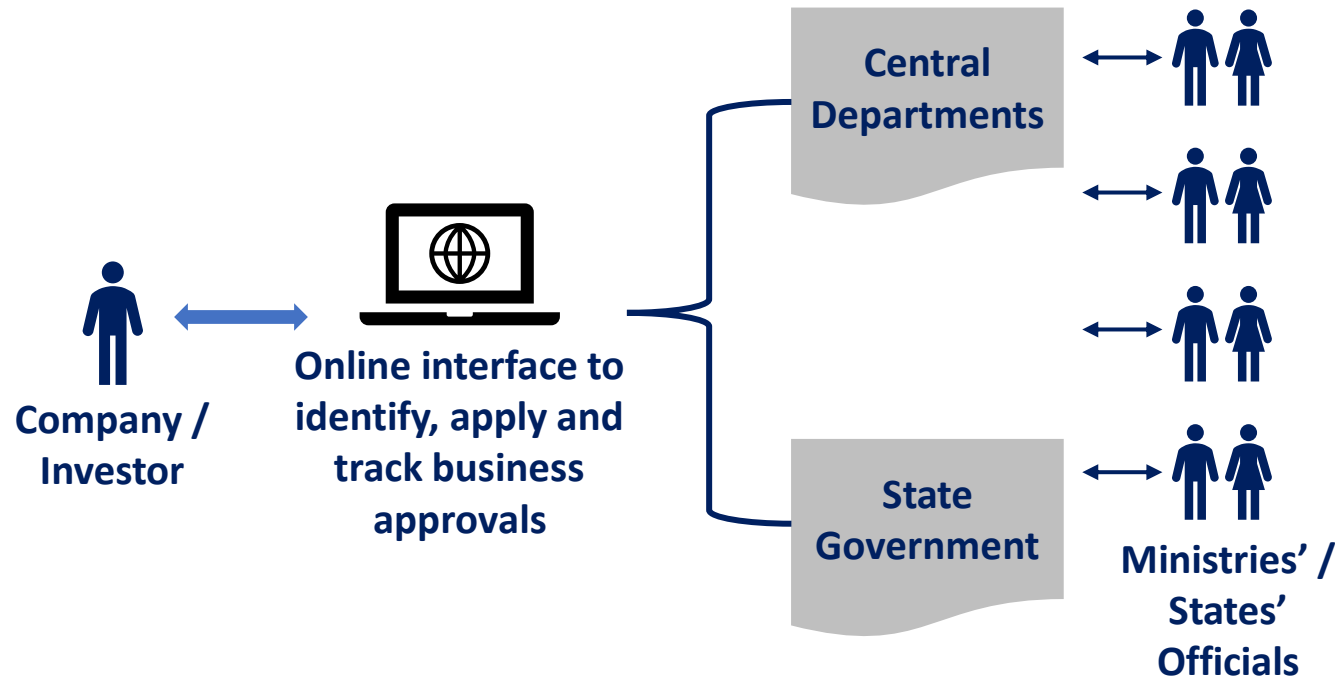 Company /
Investor
Online interface to
identify, apply and
track business
approvals
Central
Departments
State
Government
Ministries’ /
States’
Officials